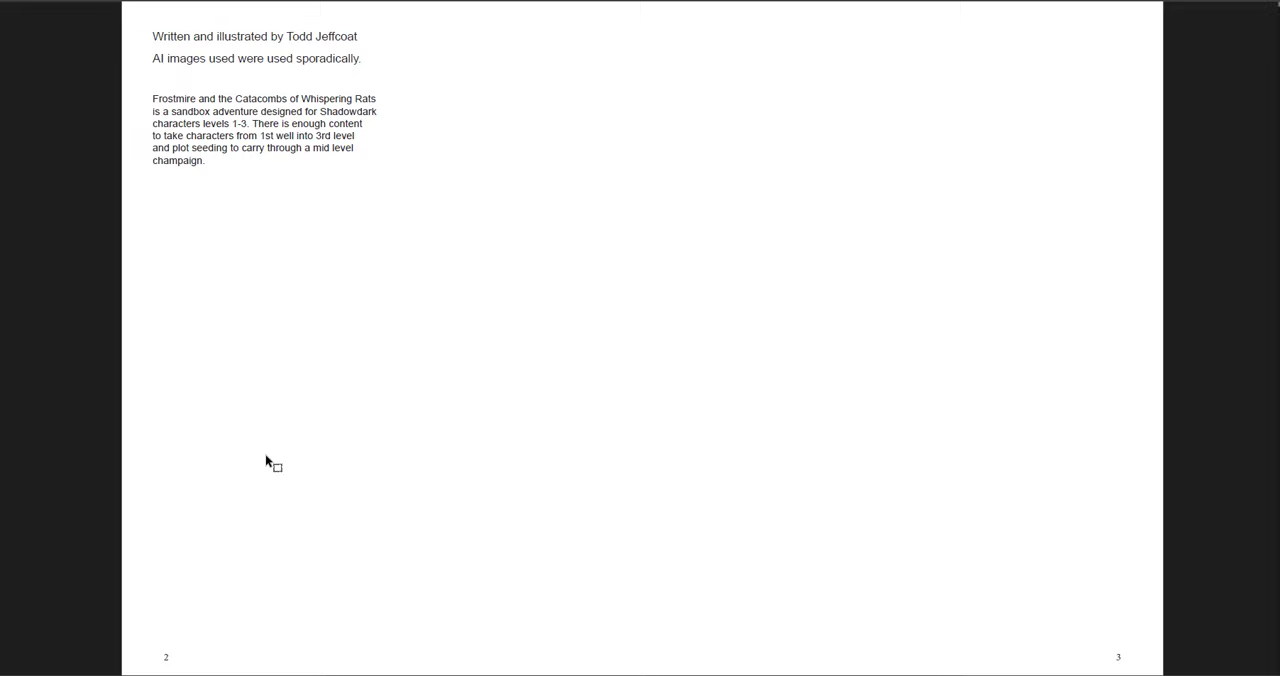 Written and illustrated by Todd Jeffcoat
AI images used were used sporadically.
Frostmire and the Catacombs of Whispering Rats
is a sandbox adventure designed for Shadowdark
characters levels 1-3. There is enough content
to take characters from 1st well into 3rd level
and plot seeding to carry through a mid level
champaign.
2
3